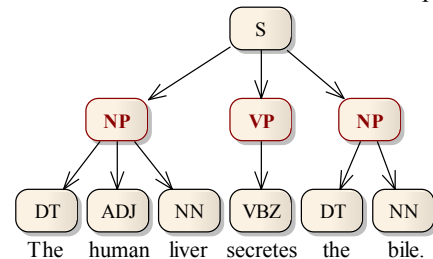 S
NP VP NP
DT ADJ NN VBZ DT NN
The human liver secretes the bile.